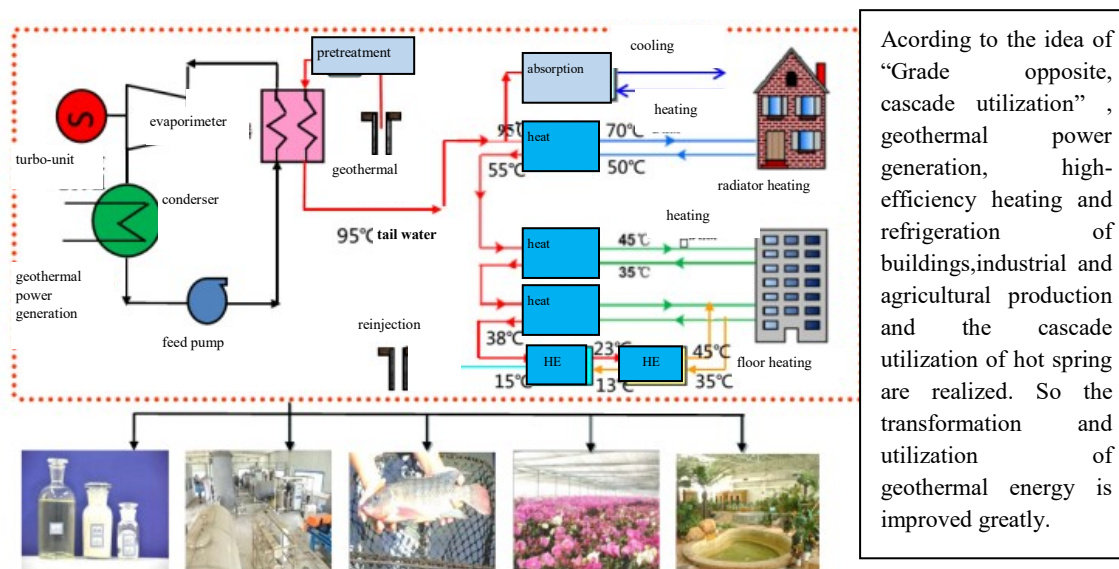 pretreatment
evaporimeter
S
turbo-unit
conderser
geothermal
power
generation
feed pump
geothermal
95℃ tail water
reinjection
absorption
cooling
heating
95℃
heat
70℃
55℃
50℃
radiator heating
heating
heat
45℃
35℃
heat
38℃
HE
23℃
HE
45℃
floor heating
15℃
13℃
35℃
Acording to the idea of
“Grade opposite,
cascade utilization” ,
geothermal power
generation, high-
efficiency heating and
refrigeration of
buildings,industrial and
agricultural production
and the cascade
utilization of hot spring
are realized. So the
transformation and
utilization of
geothermal energy is
improved greatly.